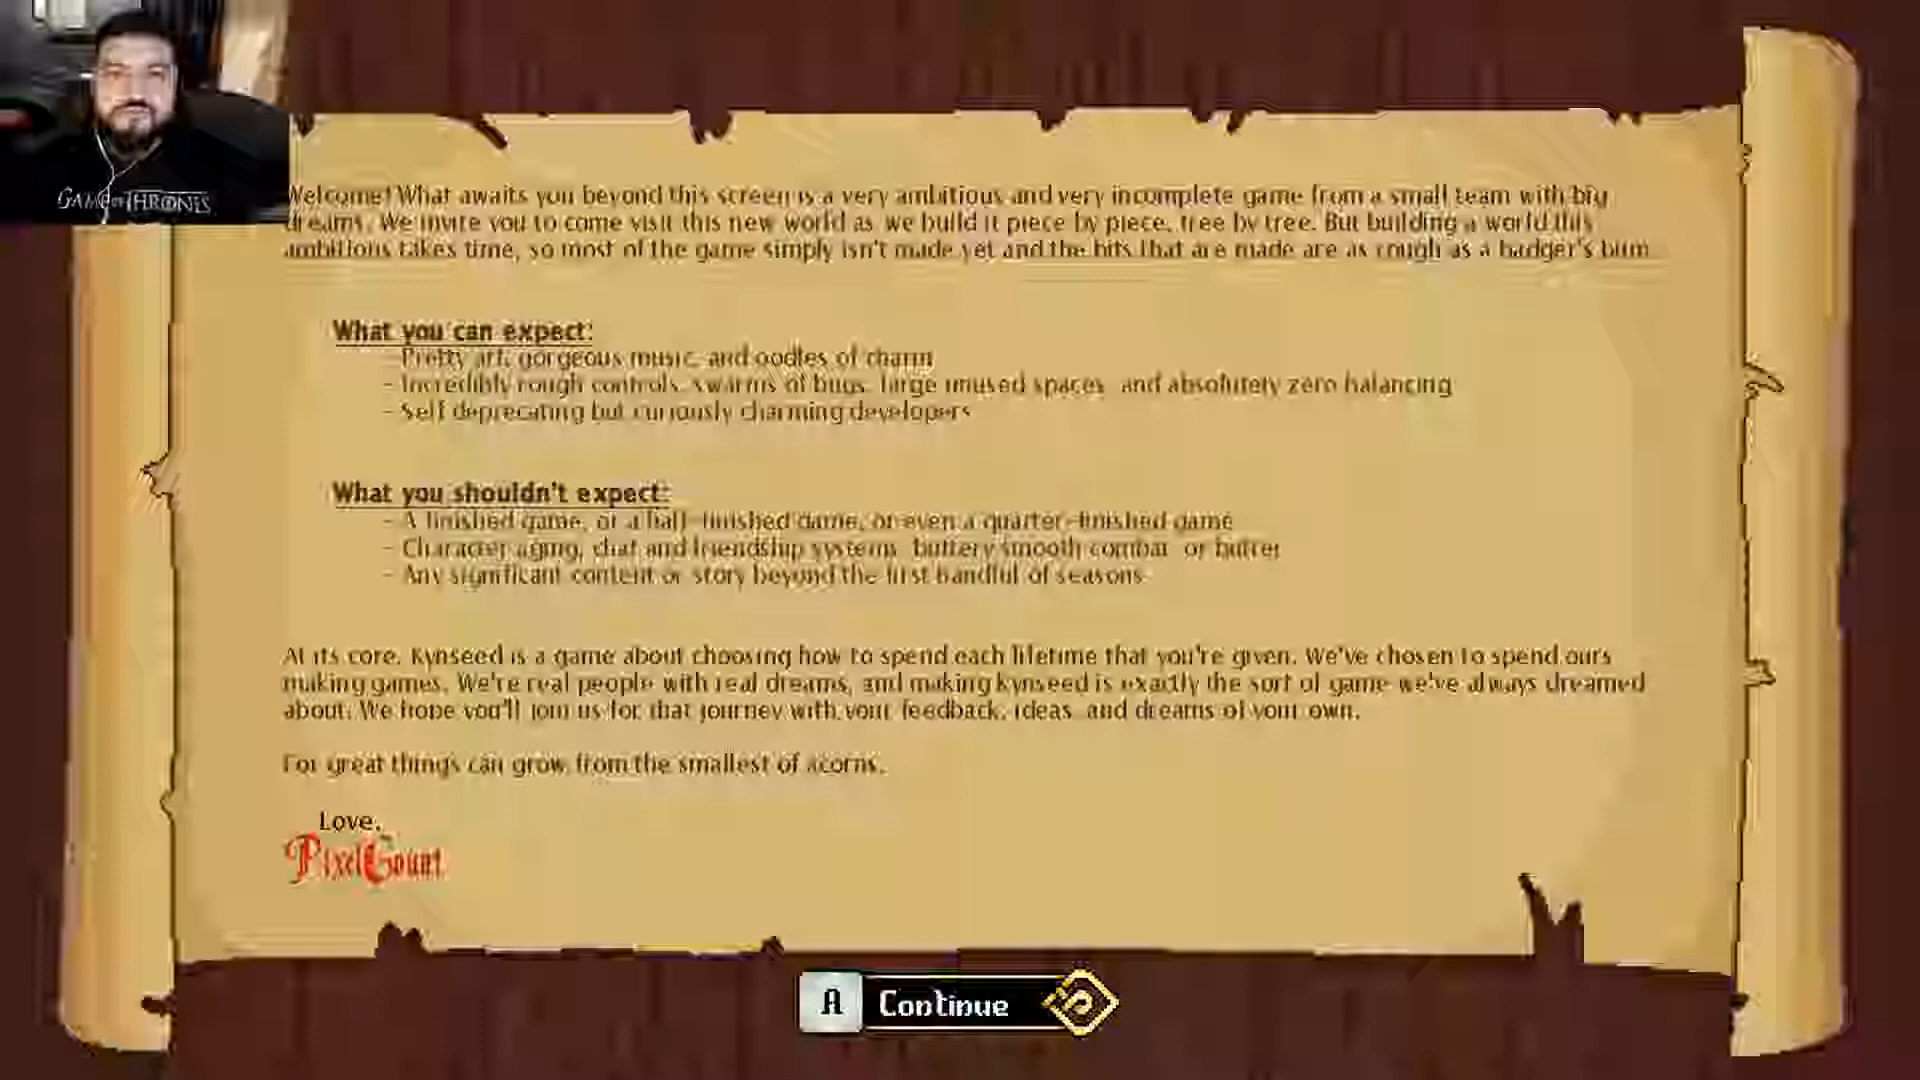 GAME OF THRONES
Welcome! What awaits you beyond this screen is a very ambitious and very incomplete game from a small team with big
dreams. We invite you to come visit this new world as we build it piece by piece, tree by tree. But building a world this
ambitious takes time, so most of the game simply isn't made yet and the bits that are made are as rough as a badger's bum.
What you can expect:
- Pretty art, gorgeous music, and oodles of charm
- Incredibly rough controls, swarms of bugs, large unused spaces, and absolutely zero balancing
- Self deprecating but curiously charming developers
What you shouldn't expect:
- A finished game, or a half-finished game, or even a quarter-finished game
- Character aging, chat and friendship systems, buttery smooth combat, or butter
- Any significant content or story beyond the first handful of seasons
At its core, Kynseed is a game about choosing how to spend each lifetime that you're given. We've chosen to spend ours
making games. We're real people with real dreams, and making Kynseed is exactly the sort of game we've always dreamed
about. We hope you'll join us for that journey with your feedback, ideas, and dreams of your own.
For great things can grow from the smallest of acorns.
Love,
PixelCount
A Continue